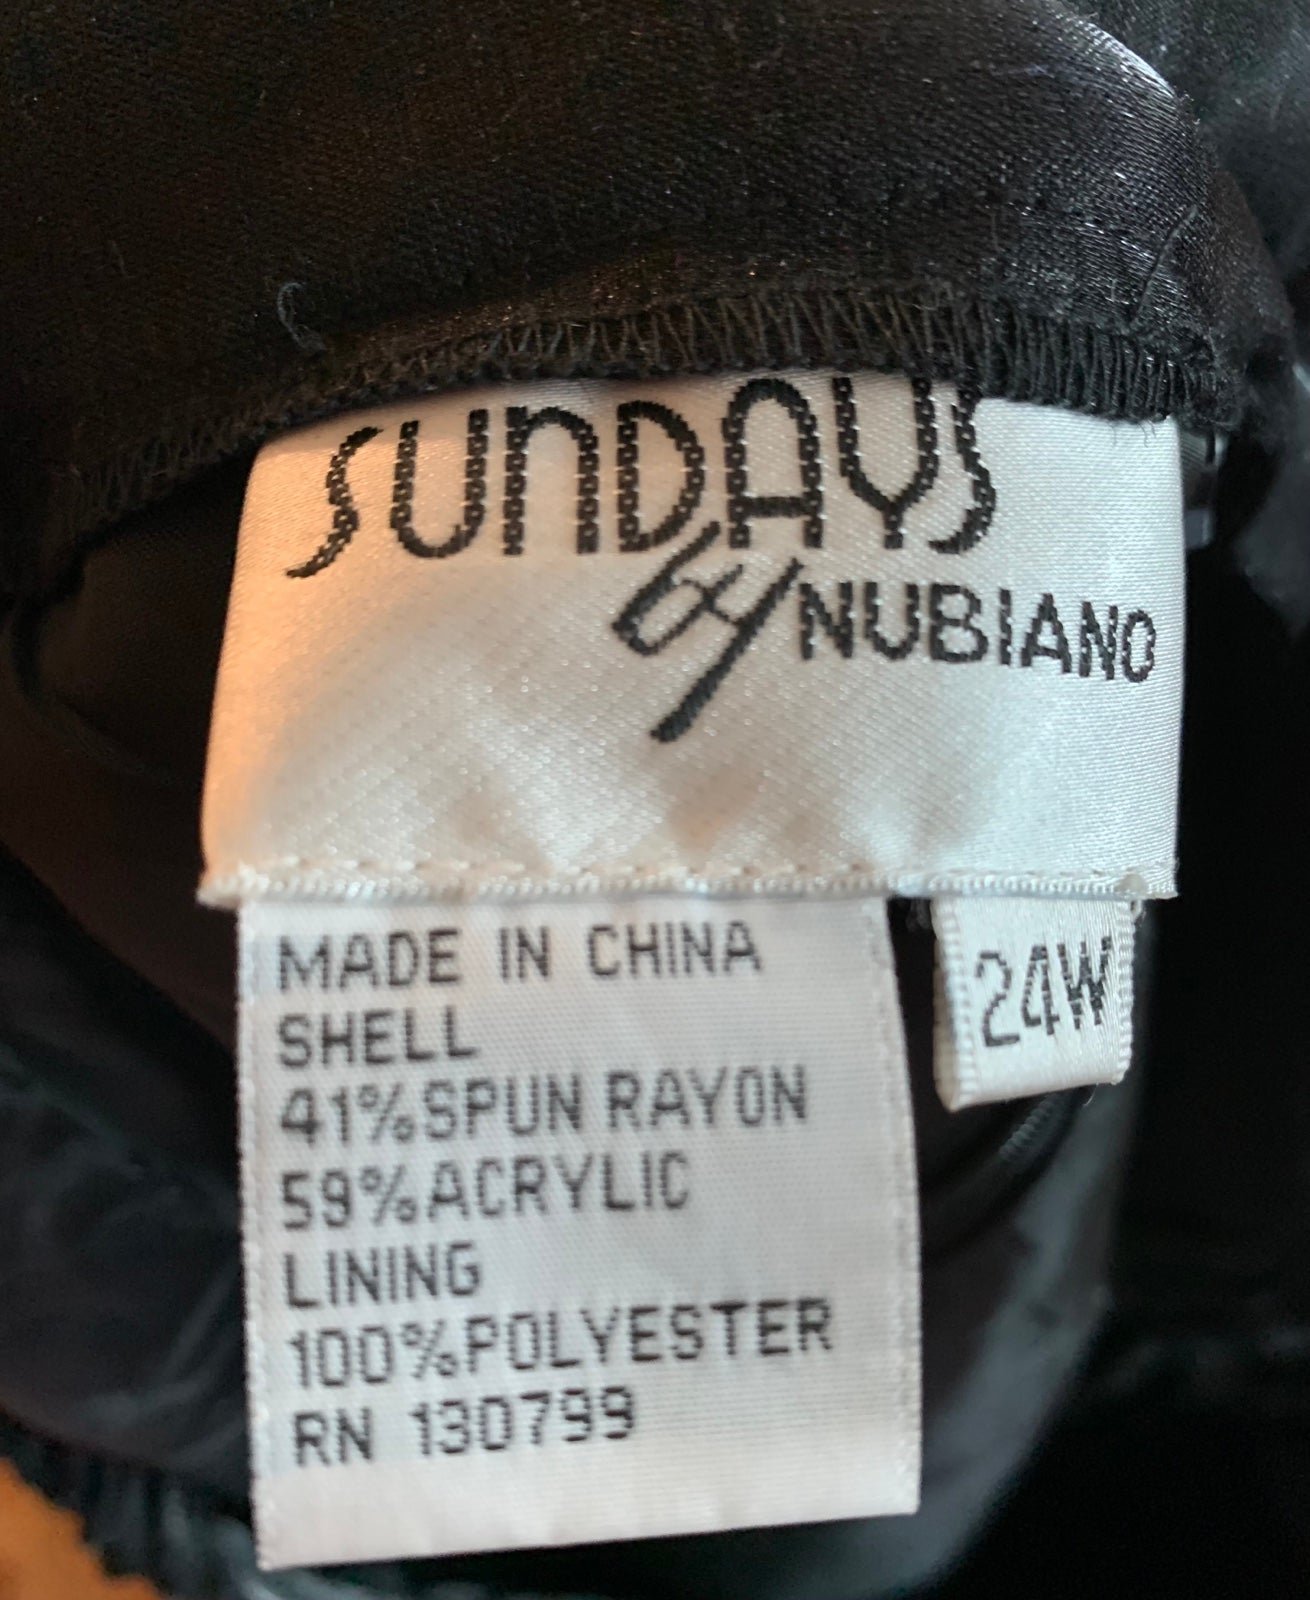 SUNDAYS
by NUBIANO
24W
MADE IN CHINA
SHELL
41%SPUN RAYON
59%ACRYLIC
LINING
100%POLYESTER
RN 130799